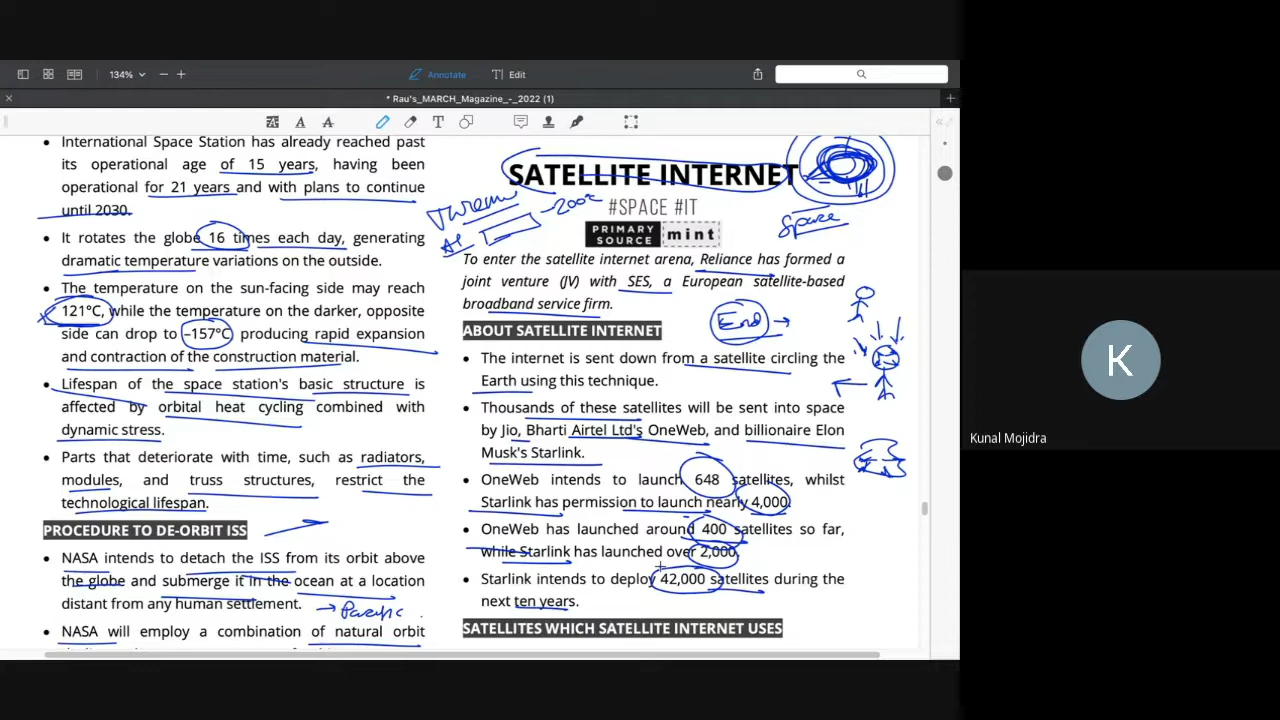 134%
Annotate
Edit
* Rau's_MARCH_Magazine_-_2022 (1)
International Space Station has already reached past
its operational age of 15 years, having been
operational for 21 years and with plans to continue
until 2030.
• It rotates the globe 16 times each day, generating
dramatic temperature variations on the outside.
• The temperature on the sun-facing side may reach
121°C, while the temperature on the darker, opposite
side can drop to –157°C producing rapid expansion
and contraction of the construction material.
• Lifespan of the space station's basic structure is
affected by orbital heat cycling combined with
dynamic stress.
• Parts that deteriorate with time, such as radiators,
modules, and truss structures, restrict the
technological lifespan.
PROCEDURE TO DE-ORBIT ISS
• NASA intends to detach the ISS from its orbit above
the globe and submerge it in the ocean at a location
distant from any human settlement.
→ Pacific
• NASA will employ a combination of natural orbit
SATELLITE INTERNET
Space
#SPACE #IT
PRIMARY
SOURCE
mint
To enter the satellite internet arena, Reliance has formed a
joint venture (JV) with SES, a European satellite-based
broadband service firm.
End →
ABOUT SATELLITE INTERNET
• The internet is sent down from a satellite circling the
Earth using this technique.
• Thousands of these satellites will be sent into space
by Jio, Bharti Airtel Ltd's OneWeb, and billionaire Elon
Musk's Starlink.
• OneWeb intends to launch 648 satellites, whilst
Starlink has permission to launch nearly 4,000.
• OneWeb has launched around 400 satellites so far,
while Starlink has launched over 2,000.
• Starlink intends to deploy 42,000 satellites during the
next ten years.
SATELLITES WHICH SATELLITE INTERNET USES
K
Kunal Mojidra